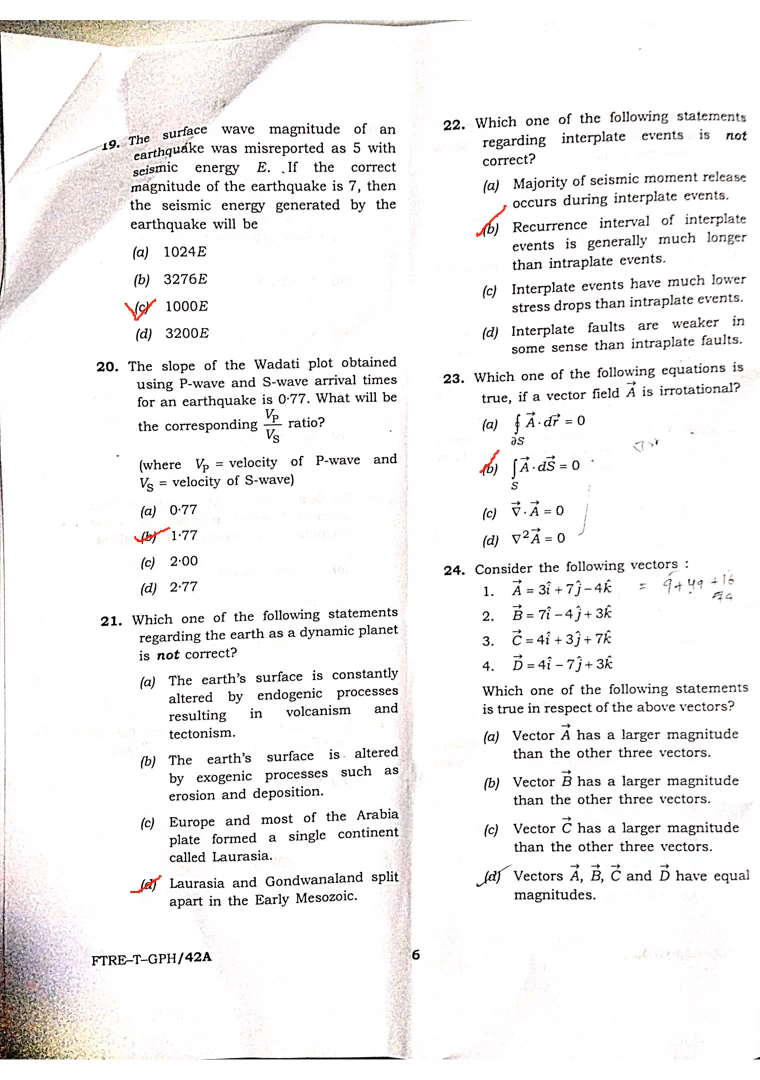 19. The surface wave magnitude of an
earthquake was misreported as 5 with
seismic energy E. If the correct
magnitude of the earthquake is 7, then
the seismic energy generated by the
earthquake will be
(a) 1024E
(b) 3276E
(c) 1000E
(d) 3200E
20. The slope of the Wadati plot obtained
using P-wave and S-wave arrival times
for an earthquake is 0·77. What will be
the corresponding V_P/V_S ratio?
(where V_P = velocity of P-wave and
V_S = velocity of S-wave)
(a) 0·77
(b) 1·77
(c) 2·00
(d) 2·77
21. Which one of the following statements
regarding the earth as a dynamic planet
is not correct?
(a) The earth's surface is constantly
altered by endogenic processes
resulting in volcanism and
tectonism.
(b) The earth's surface is altered
by exogenic processes such as
erosion and deposition.
(c) Europe and most of the Arabia
plate formed a single continent
called Laurasia.
(d) Laurasia and Gondwanaland split
apart in the Early Mesozoic.
22. Which one of the following statements
regarding interplate events is not
correct?
(a) Majority of seismic moment release
occurs during interplate events.
(b) Recurrence interval of interplate
events is generally much longer
than intraplate events.
(c) Interplate events have much lower
stress drops than intraplate events.
(d) Interplate faults are weaker in
some sense than intraplate faults.
23. Which one of the following equations is
true, if a vector field A⃗ is irrotational?
(a) ∮_∂S A⃗ · dr⃗ = 0
(b) ∫_S A⃗ · dS⃗ = 0
(c) ∇⃗ · A⃗ = 0
(d) ∇²A⃗ = 0
24. Consider the following vectors :
1. A⃗ = 3î + 7ĵ – 4k̂ = 9+49+16
2. B⃗ = 7î – 4ĵ + 3k̂
3. C⃗ = 4î + 3ĵ + 7k̂
4. D⃗ = 4î – 7ĵ + 3k̂
Which one of the following statements
is true in respect of the above vectors?
(a) Vector A⃗ has a larger magnitude
than the other three vectors.
(b) Vector B⃗ has a larger magnitude
than the other three vectors.
(c) Vector C⃗ has a larger magnitude
than the other three vectors.
(d) Vectors A⃗, B⃗, C⃗ and D⃗ have equal
magnitudes.
FTRE–T–GPH/42A
6